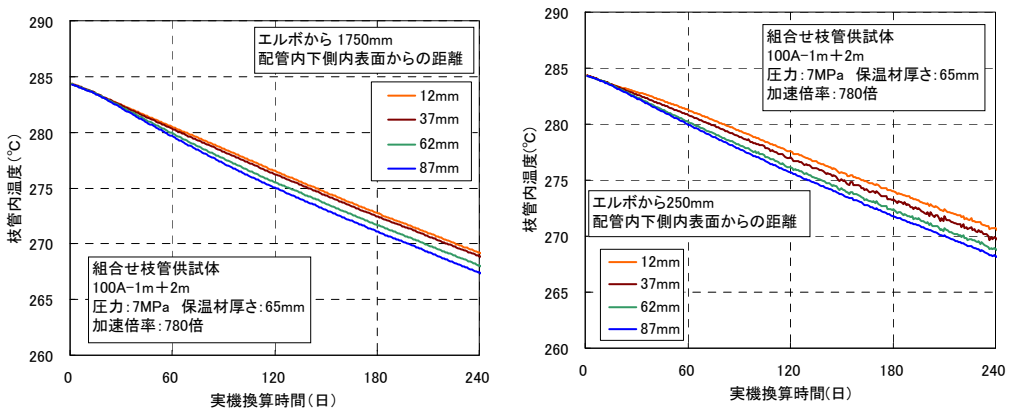 290
285
280
275
270
265
260
枝管内温度(℃)
エルボから 1750mm
配管内下側内表面からの距離
12mm
37mm
62mm
87mm
組合せ枝管供試体
100A-1m+2m
圧力:7MPa 保温材厚さ:65mm
加速倍率:780倍
0 60 120 180 240
実機換算時間(日)
290
285
280
275
270
265
260
枝管内温度(℃)
組合せ枝管供試体
100A-1m+2m
圧力:7MPa 保温材厚さ:65mm
加速倍率:780倍
エルボから250mm
配管内下側内表面からの距離
12mm
37mm
62mm
87mm
0 60 120 180 240
実機換算時間(日)